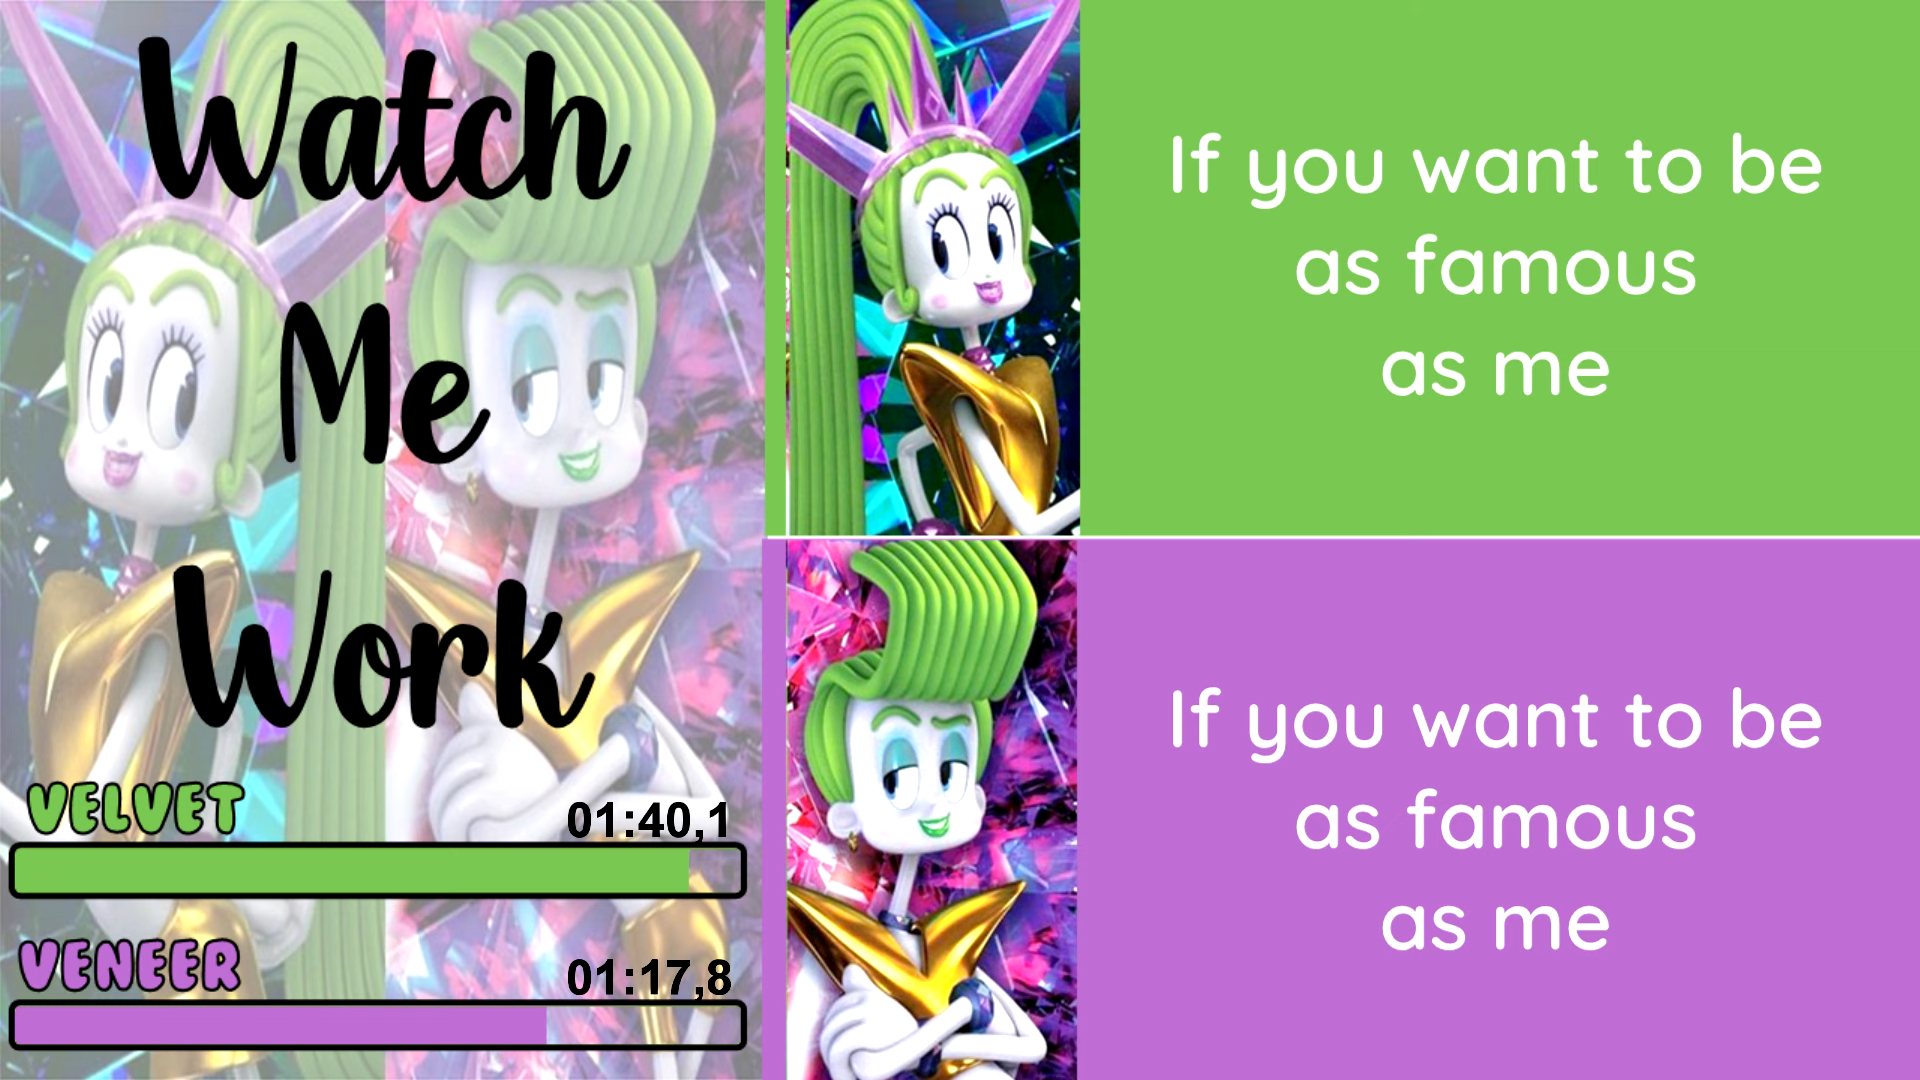 Watch
Me
Work
VELVET
01:40,1
VENEER
01:17,8
If you want to be
as famous
as me
If you want to be
as famous
as me